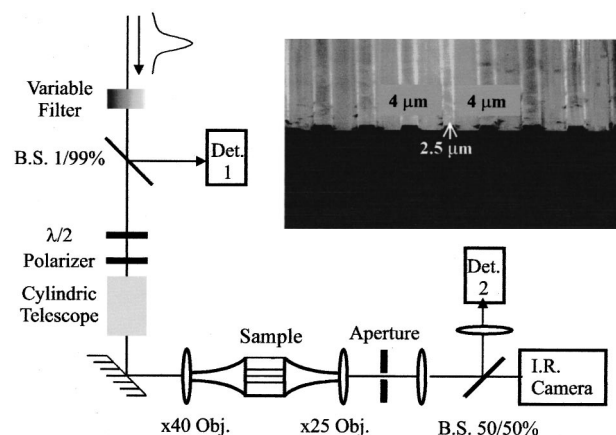 Variable
Filter
B.S. 1/99%
Det.
1
λ/2
Polarizer
Cylindric
Telescope
4 μm
4 μm
2.5 μm
Sample
Aperture
Det.
2
I.R.
Camera
x40 Obj.
x25 Obj.
B.S. 50/50%